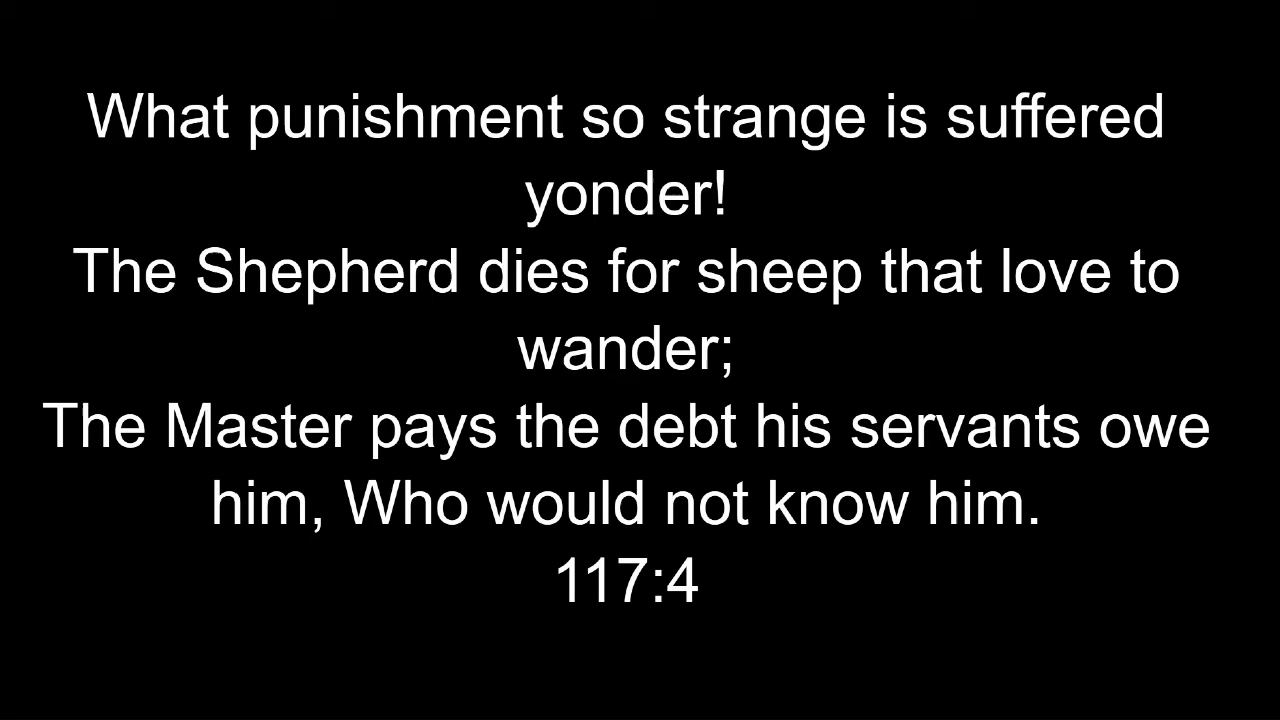 What punishment so strange is suffered
yonder!
The Shepherd dies for sheep that love to
wander;
The Master pays the debt his servants owe
him, Who would not know him.
117:4